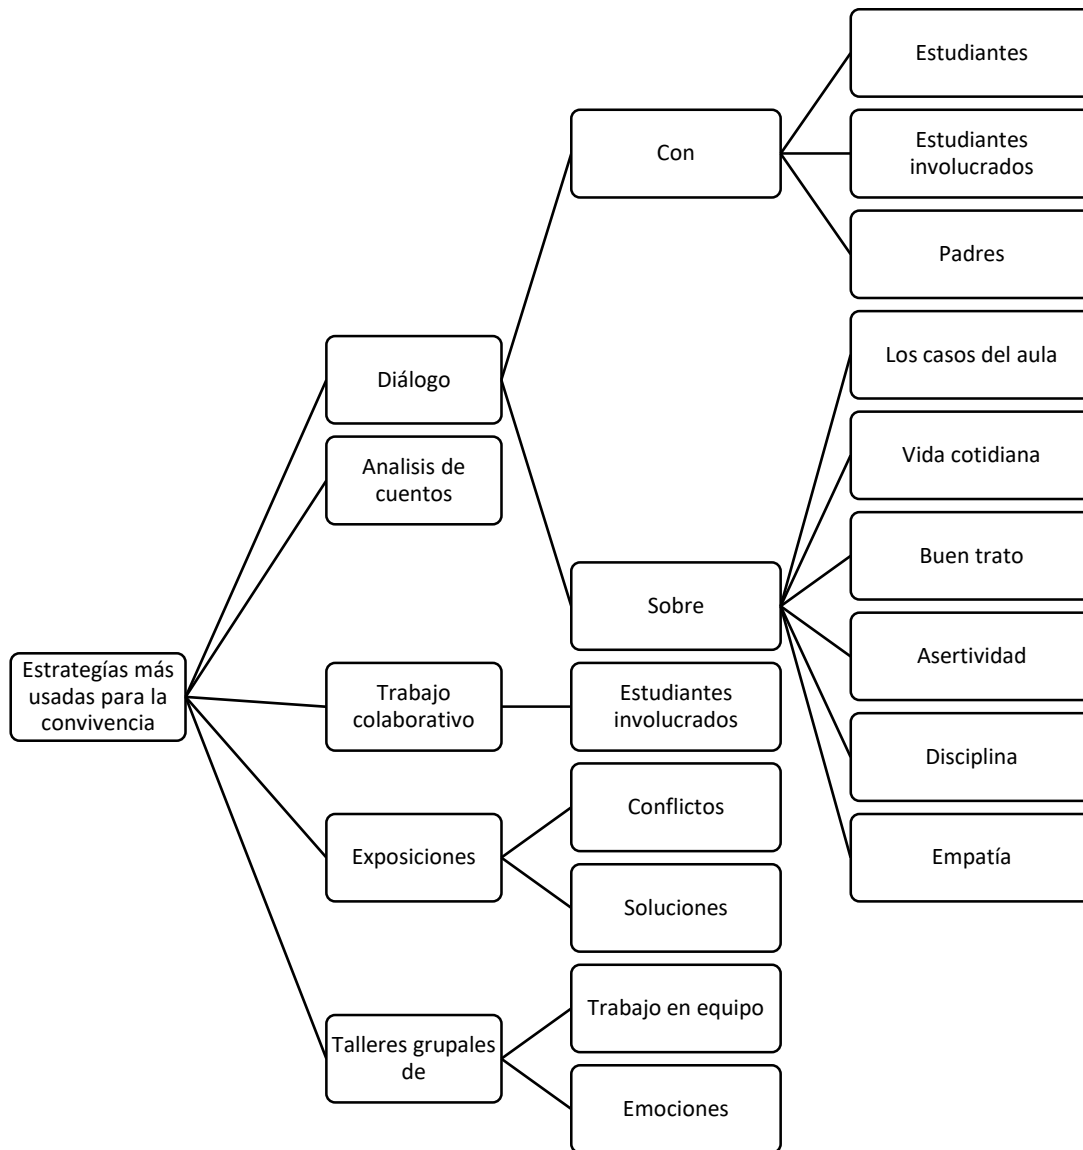 Estudiantes
Con
Estudiantes
involucrados
Padres
Diálogo
Los casos del aula
Analisis de
cuentos
Vida cotidiana
Buen trato
Sobre
Asertividad
Estrategías más
usadas para la
convivencia
Trabajo
colaborativo
Estudiantes
involucrados
Disciplina
Conflictos
Exposiciones
Empatía
Soluciones
Trabajo en equipo
Talleres grupales
de
Emociones